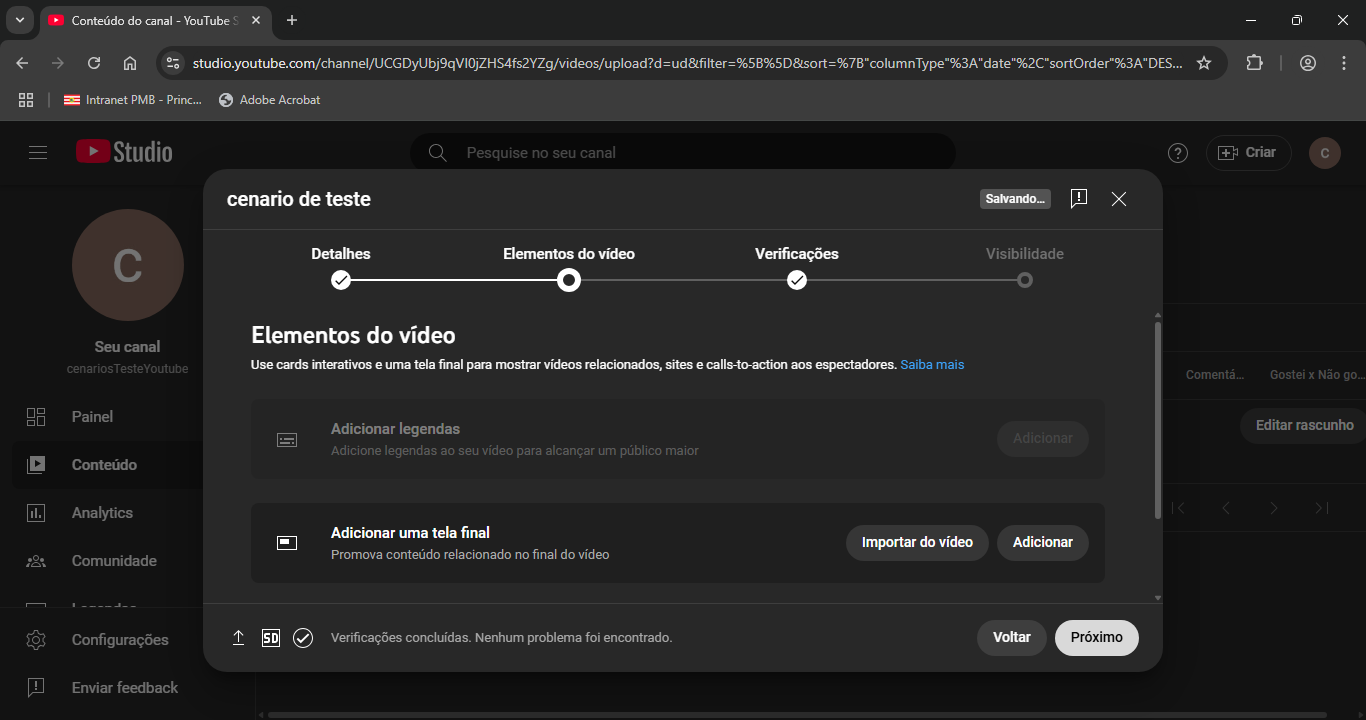 Conteúdo do canal - YouTube S
studio.youtube.com/channel/UCGDyUbj9qVI0jZHS4fs2YZg/videos/upload?d=ud&filter=%5B%5D&sort=%7B"columnType"%3A"date"%2C"sortOrder"%3A"DES...
Intranet PMB - Princ... Adobe Acrobat
Studio
Pesquise no seu canal
Criar
C
cenario de teste
Salvando...
Detalhes Elementos do vídeo Verificações Visibilidade
C
Seu canal
cenariosTesteYoutube
Painel
Conteúdo
Analytics
Comunidade
Configurações
Enviar feedback
Elementos do vídeo
Use cards interativos e uma tela final para mostrar vídeos relacionados, sites e calls-to-action aos espectadores. Saiba mais
Adicionar legendas
Adicione legendas ao seu vídeo para alcançar um público maior
Adicionar
Adicionar uma tela final
Promova conteúdo relacionado no final do vídeo
Importar do vídeo Adicionar
Comentá... Gostei x Não go...
Editar rascunho
SD
Verificações concluídas. Nenhum problema foi encontrado.
Voltar Próximo